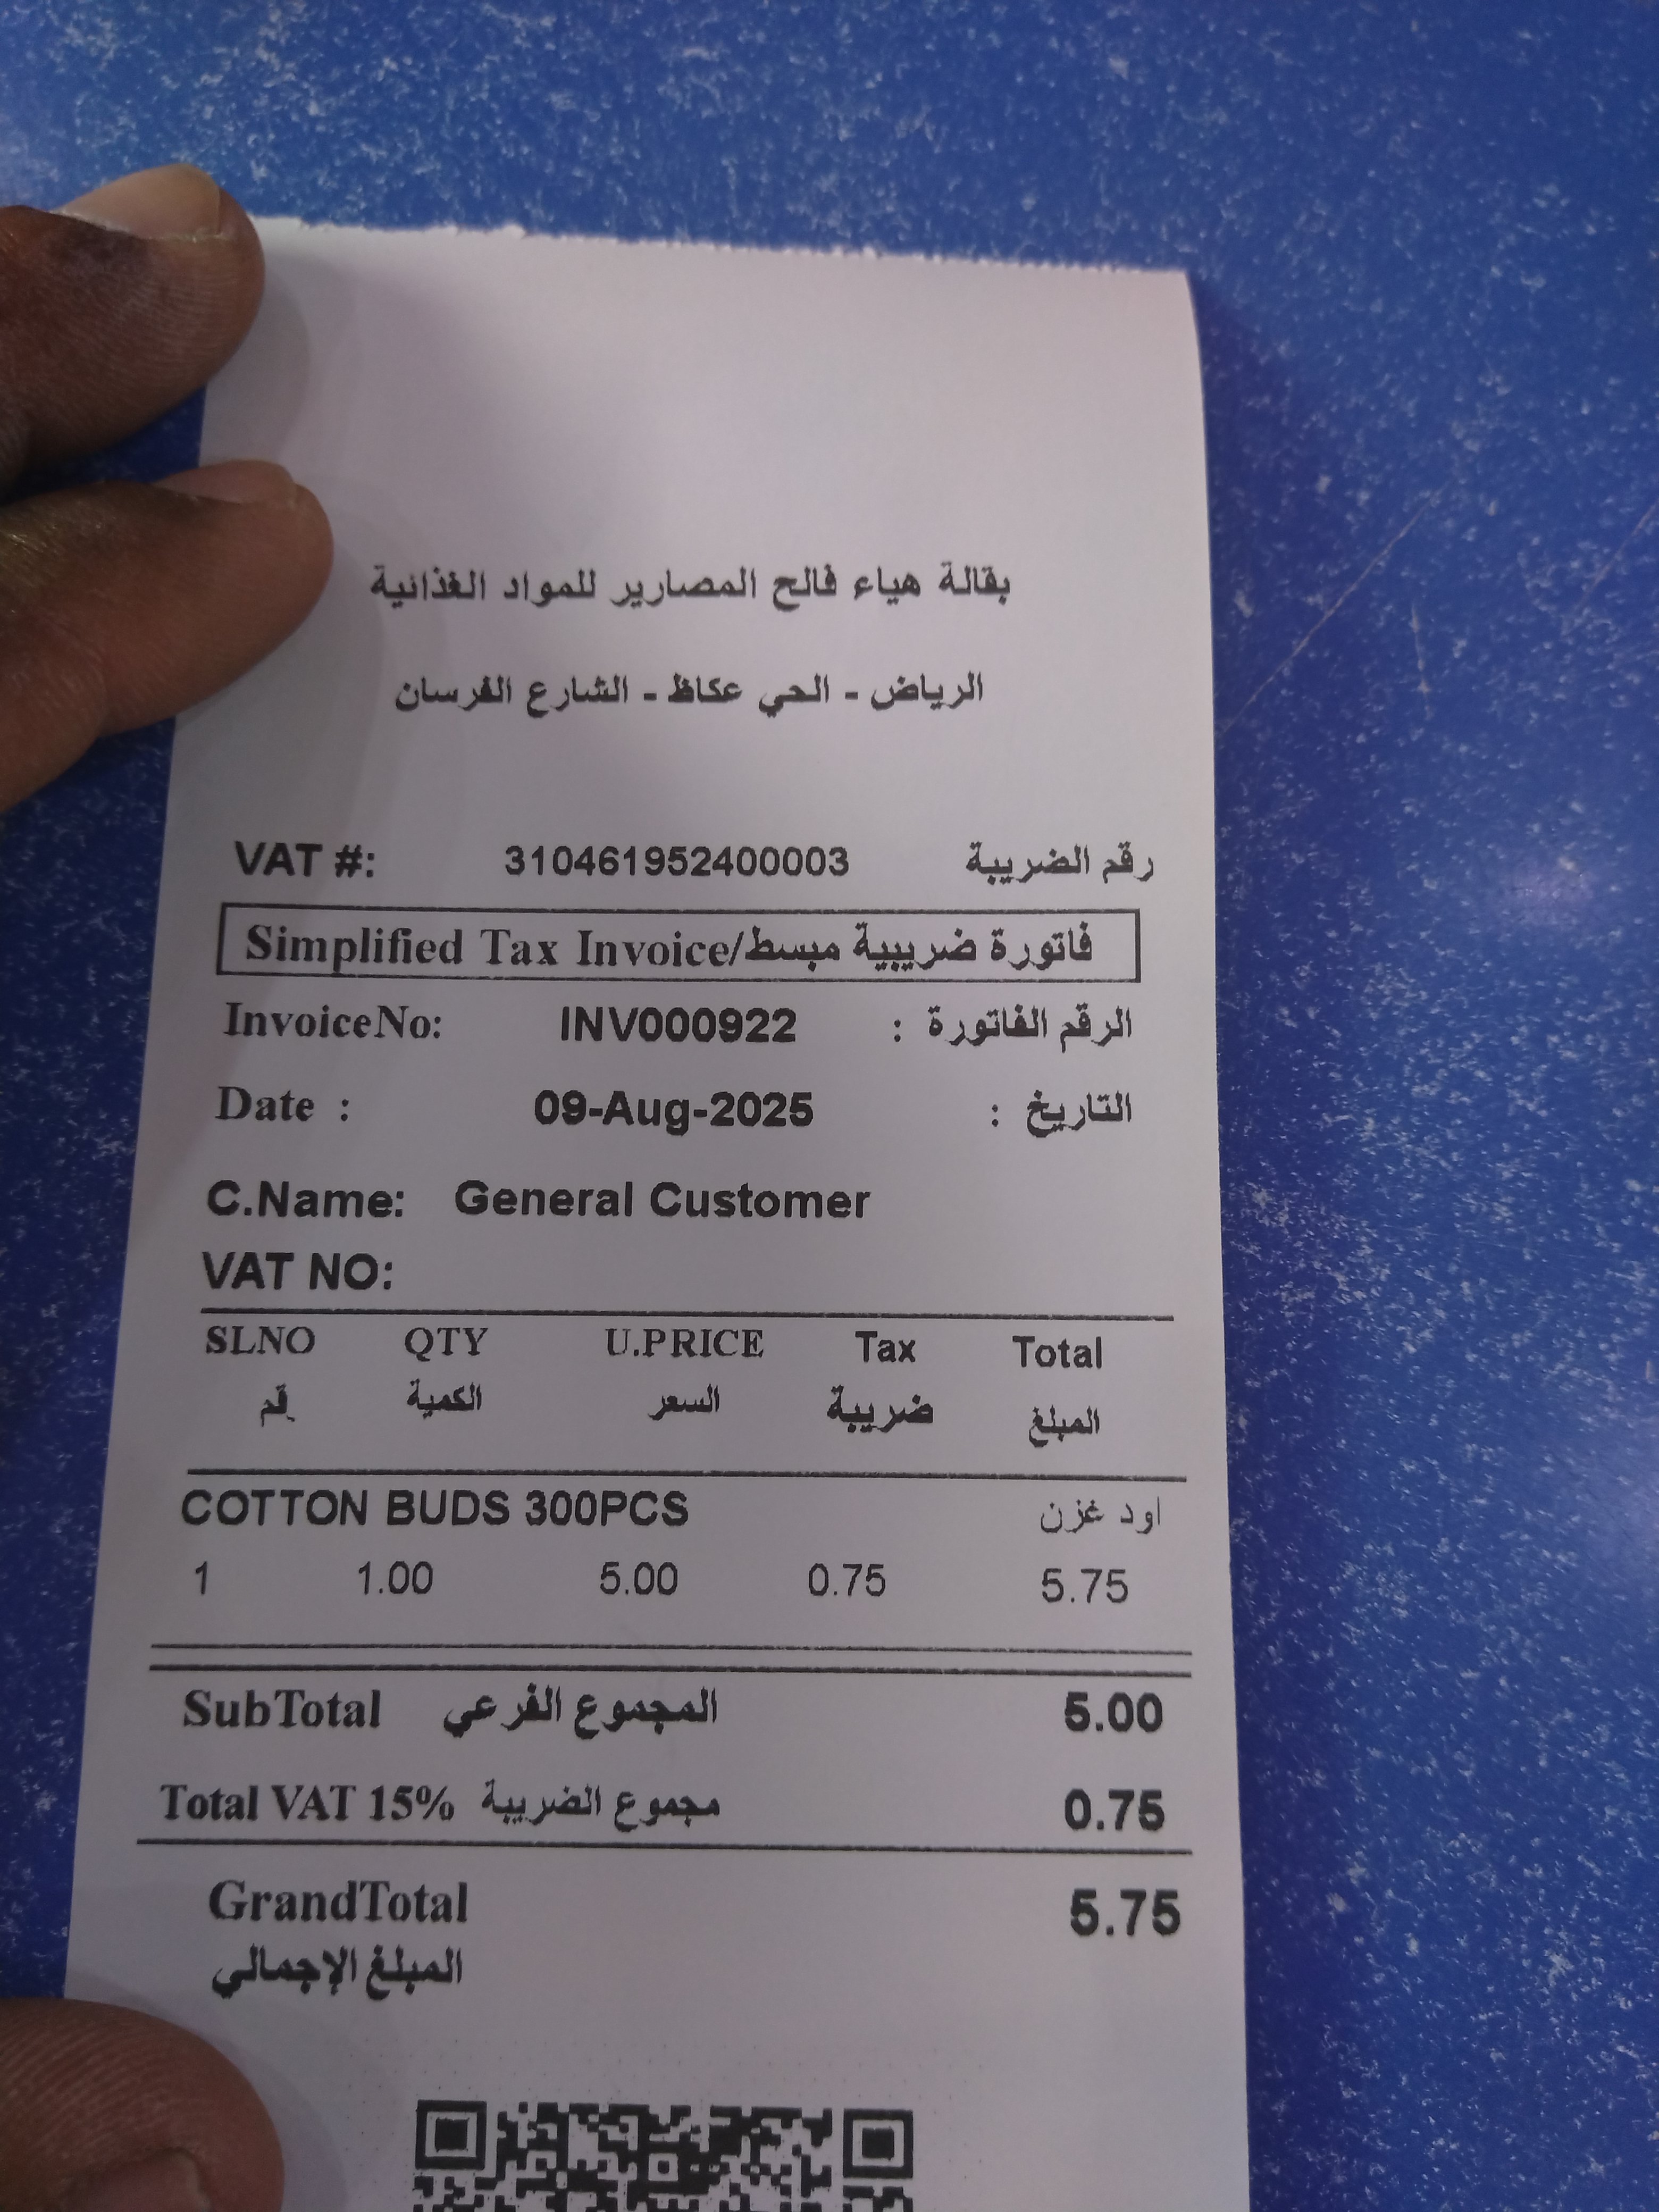 بقالة هياء فالح المصارير للمواد الغذائية
الرياض - الحي عكاظ - الشارع الفرسان
VAT #: 310461952400003 رقم الضريبة
Simplified Tax Invoice/فاتورة ضريبية مبسط
InvoiceNo: INV000922 الرقم الفاتورة :
Date : 09-Aug-2025 التاريخ :
C.Name: General Customer
VAT NO:
SLNO QTY U.PRICE Tax Total
قم الكمية السعر ضريبة المبلغ
COTTON BUDS 300PCS اود غزن
1 1.00 5.00 0.75 5.75
SubTotal المجموع الفرعي 5.00
Total VAT 15% مجموع الضريبة 0.75
GrandTotal 5.75
المبلغ الإجمالي